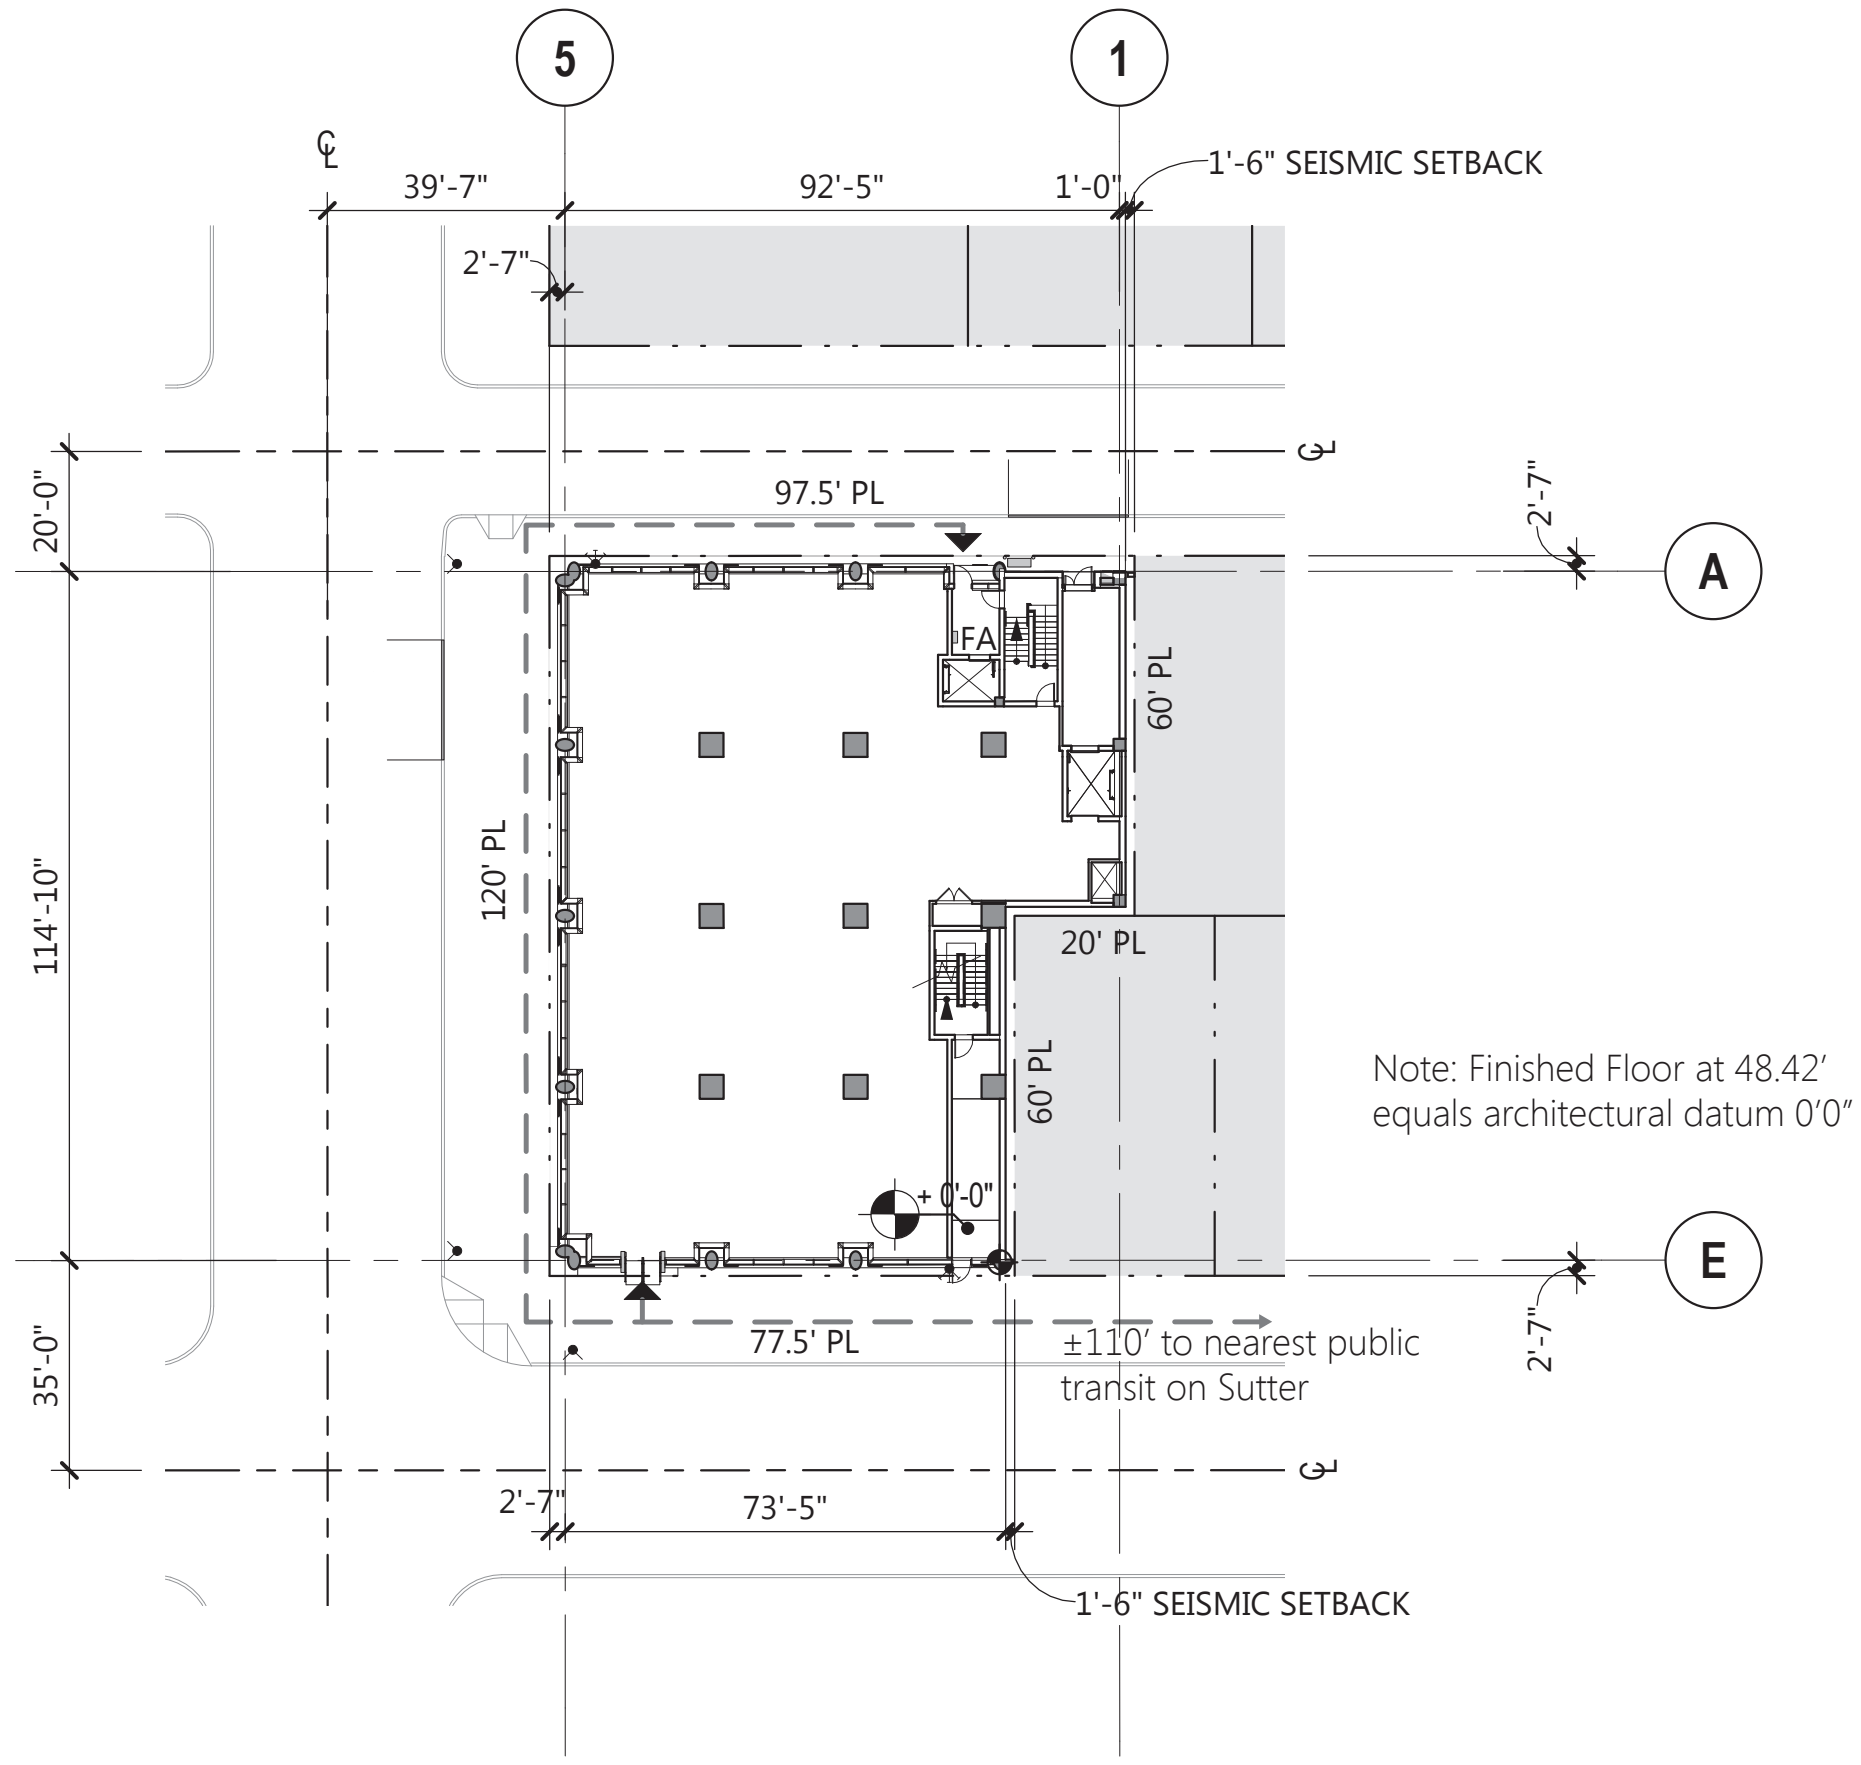 5
1
℄
1'-6" SEISMIC SETBACK
39'-7"
92'-5"
1'-0"
2'-7"
℄
20'-0"
97.5' PL
2'-7"
A
FA
60' PL
120' PL
114'-10"
20' PL
60' PL
Note: Finished Floor at 48.42'
equals architectural datum 0'0"
+ 0'-0"
E
35'-0"
77.5' PL
±110' to nearest public
transit on Sutter
2'-7"
℄
2'-7"
73'-5"
1'-6" SEISMIC SETBACK